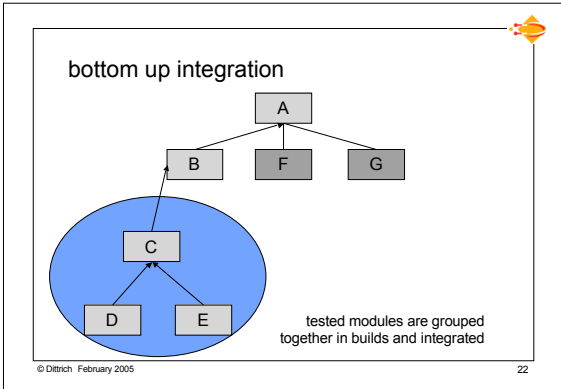 bottom up integration
A
B
F
G
C
D
E
tested modules are grouped
together in builds and integrated
© Dittrich February 2005
22